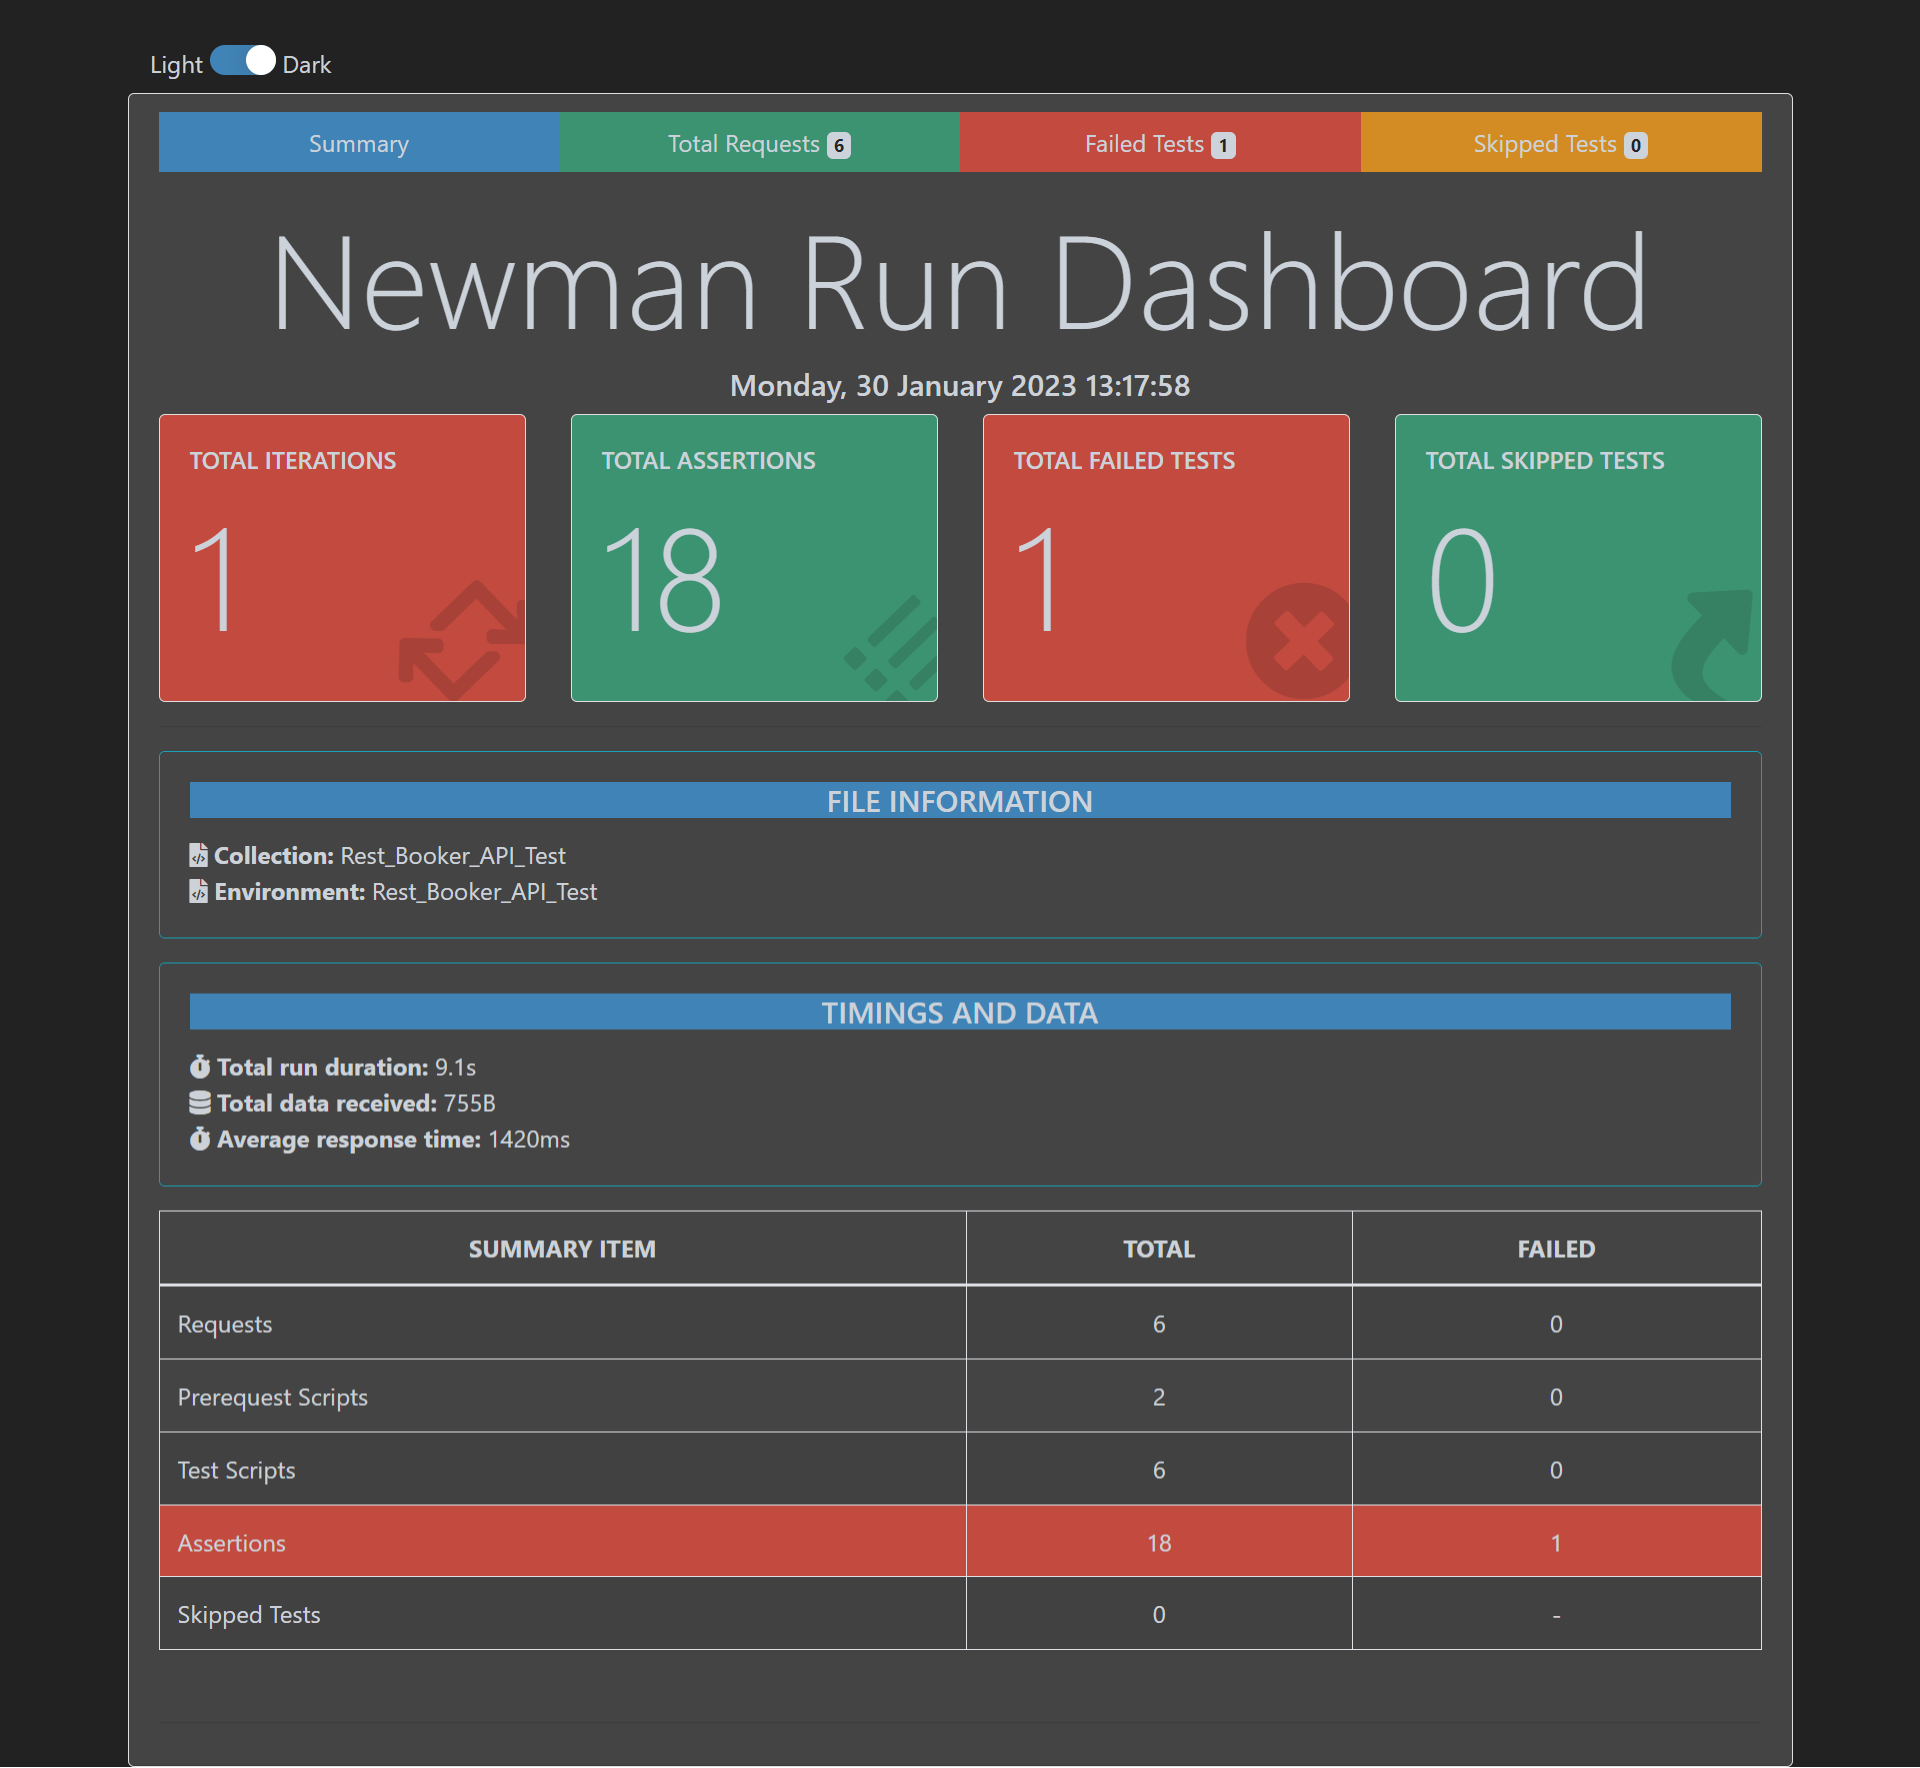 Light Dark
Summary Total Requests 6 Failed Tests 1 Skipped Tests 0
Newman Run Dashboard
Monday, 30 January 2023 13:17:58
TOTAL ITERATIONS
1
TOTAL ASSERTIONS
18
TOTAL FAILED TESTS
1
TOTAL SKIPPED TESTS
0
FILE INFORMATION
Collection: Rest_Booker_API_Test
Environment: Rest_Booker_API_Test
TIMINGS AND DATA
Total run duration: 9.1s
Total data received: 755B
Average response time: 1420ms
SUMMARY ITEM TOTAL FAILED
Requests 6 0
Prerequest Scripts 2 0
Test Scripts 6 0
Assertions 18 1
Skipped Tests 0 -